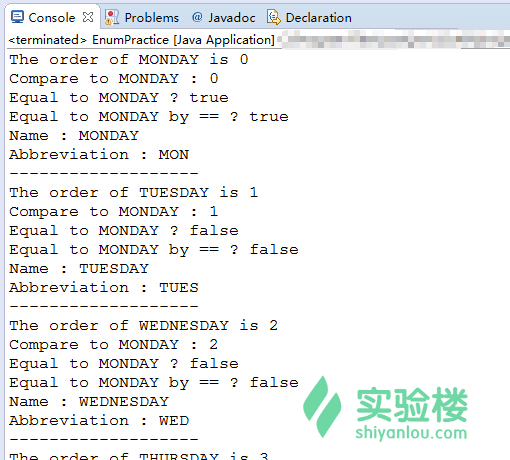 Console Problems @ Javadoc Declaration
<terminated> EnumPractice [Java Application]
The order of MONDAY is 0
Compare to MONDAY : 0
Equal to MONDAY ? true
Equal to MONDAY by == ? true
Name : MONDAY
Abbreviation : MON
-------------------
The order of TUESDAY is 1
Compare to MONDAY : 1
Equal to MONDAY ? false
Equal to MONDAY by == ? false
Name : TUESDAY
Abbreviation : TUES
-------------------
The order of WEDNESDAY is 2
Compare to MONDAY : 2
Equal to MONDAY ? false
Equal to MONDAY by == ? false
Name : WEDNESDAY
Abbreviation : WED
-------------------
The order of THURSDAY is 3
实验楼
shiyanlou.com